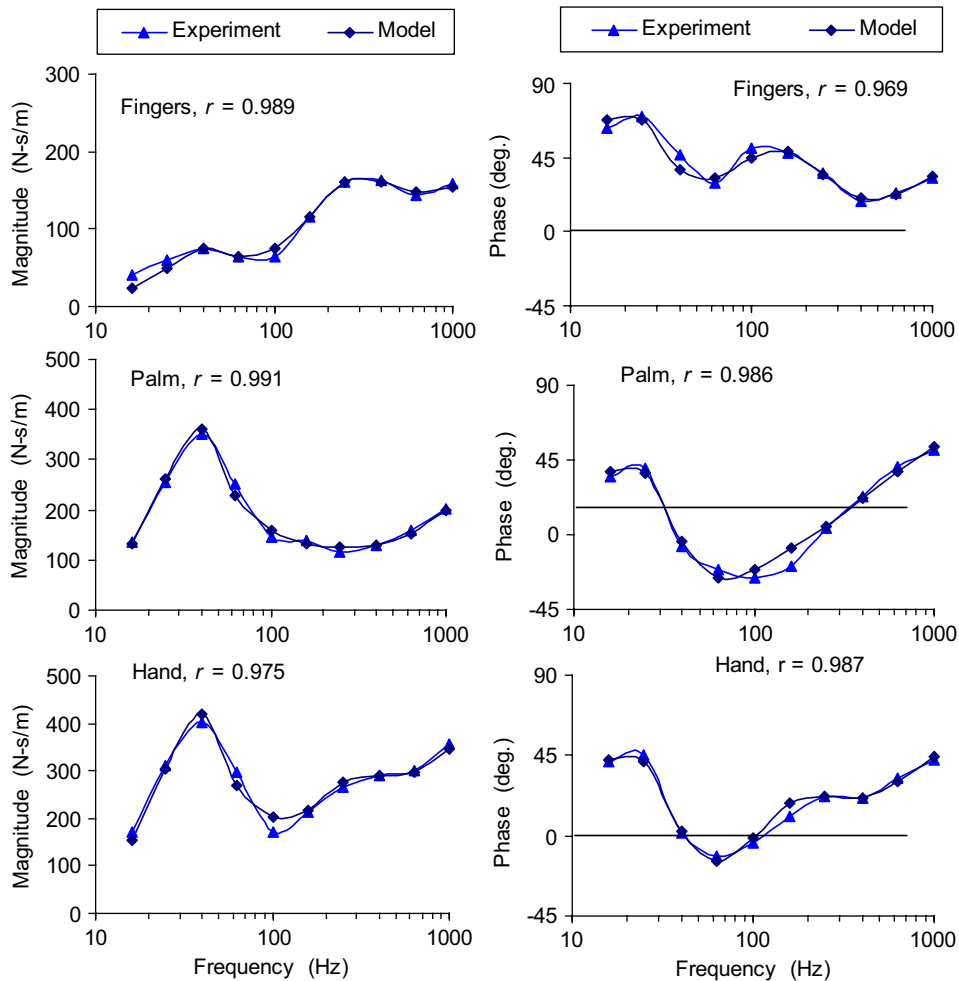 Experiment Model
Experiment Model
Fingers, r = 0.989
Magnitude (N-s/m)
300
200
100
0
10 100 1000
Fingers, r = 0.969
Phase (deg.)
90
45
0
-45
10 100 1000
Palm, r = 0.991
Magnitude (N-s/m)
500
400
300
200
100
0
10 100 1000
Palm, r = 0.986
Phase (deg.)
90
45
0
-45
10 100 1000
Hand, r = 0.975
Magnitude (N-s/m)
500
400
300
200
100
0
10 100 1000
Frequency (Hz)
Hand, r = 0.987
Phase (deg.)
90
45
0
-45
10 100 1000
Frequency (Hz)